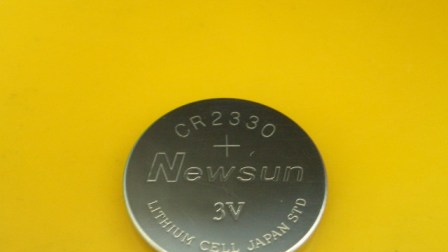 CR2330
+
Newsun
3V
LITHIUM CELL JAPAN STD